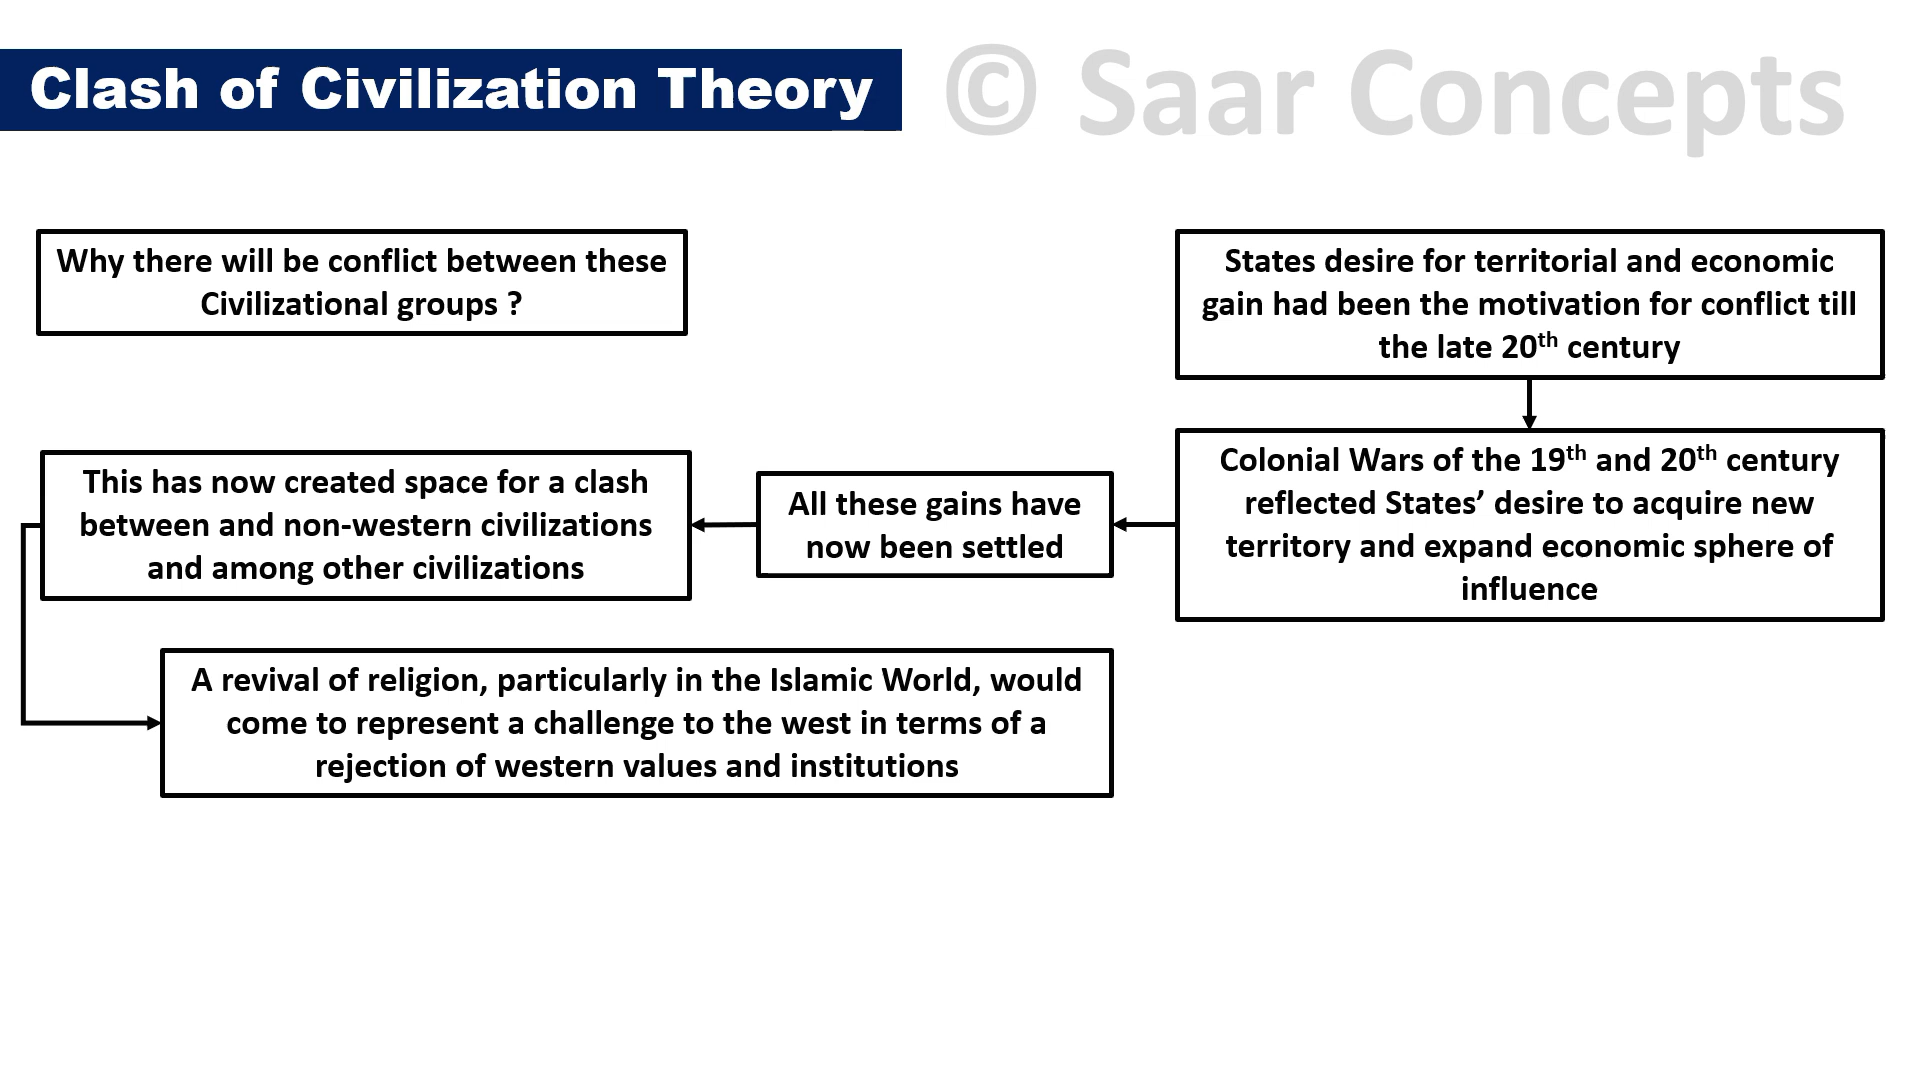 Clash of Civilization Theory
© Saar Concepts
Why there will be conflict between these
Civilizational groups ?
States desire for territorial and economic
gain had been the motivation for conflict till
the late 20th century
Colonial Wars of the 19th and 20th century
reflected States’ desire to acquire new
territory and expand economic sphere of
influence
All these gains have
now been settled
This has now created space for a clash
between and non-western civilizations
and among other civilizations
A revival of religion, particularly in the Islamic World, would
come to represent a challenge to the west in terms of a
rejection of western values and institutions